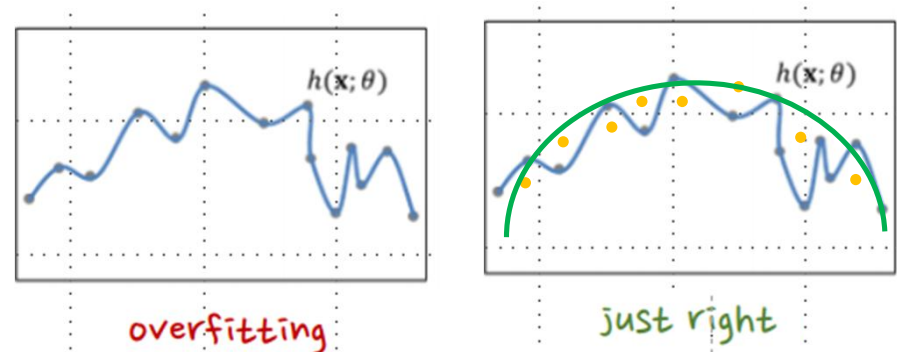 h(x; θ)
h(x; θ)
overfitting
just right